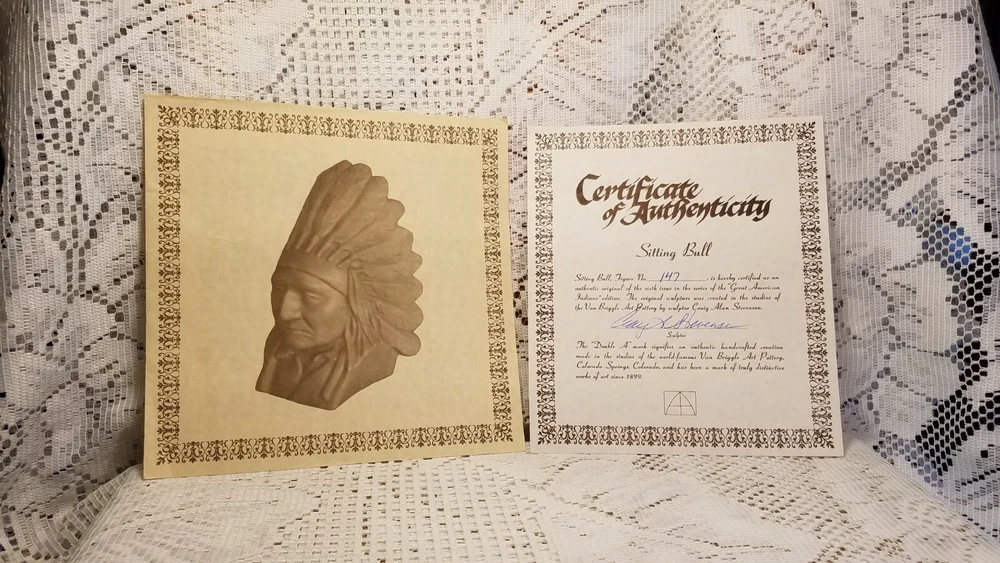 Certificate
of Authenticity
Sitting Bull
Sitting Bull, Figure No. 147, is hereby certified as an
authentic original of the sixth issue in the series of the "Great American
Indians" edition. The original sculpture was created in the studios of
the Van Briggle Art Pottery by sculptor Craig Alan Stevenson.
Craig A Stevenson
Sculptor
The "Double A" mark signifies an authentic handcrafted creation
made in the studios of the world-famous Van Briggle Art Pottery,
Colorado Springs, Colorado, and has been a mark of truly distinctive
works of art since 1899.